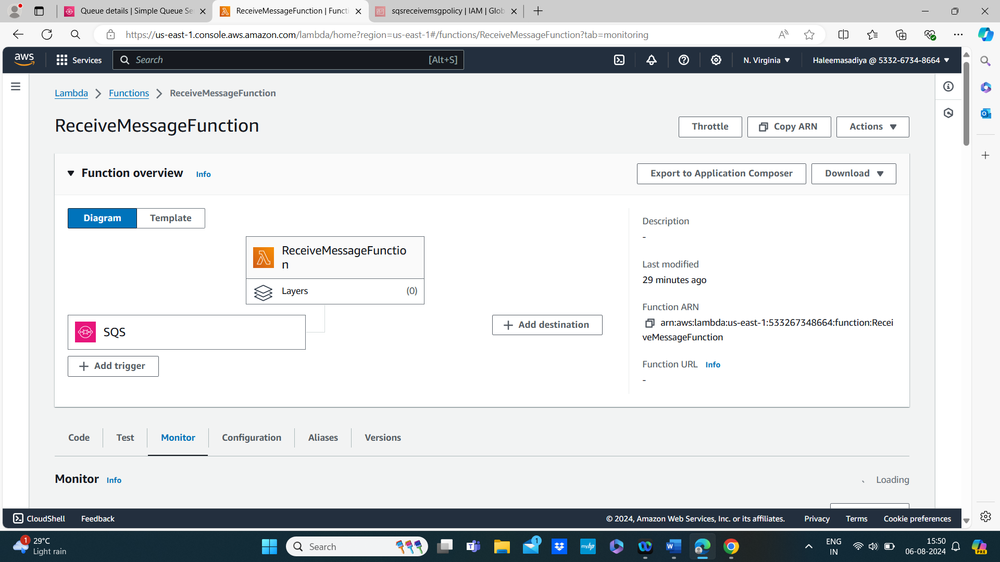 Queue details | Simple Queue Se
ReceiveMessageFunction | Functi
sqsreceivemsgpolicy | IAM | Glob
https://us-east-1.console.aws.amazon.com/lambda/home?region=us-east-1#/functions/ReceiveMessageFunction?tab=monitoring
aws
Services
Search
[Alt+S]
N. Virginia
Haleemasadiya @ 5332-6734-8664
Lambda
Functions
ReceiveMessageFunction
ReceiveMessageFunction
Throttle
Copy ARN
Actions
Function overview
Info
Export to Application Composer
Download
Diagram
Template
ReceiveMessageFunctio
n
Layers
(0)
SQS
Add trigger
Add destination
Description
-
Last modified
29 minutes ago
Function ARN
arn:aws:lambda:us-east-1:533267348664:function:Recei
veMessageFunction
Function URL
Info
-
Code
Test
Monitor
Configuration
Aliases
Versions
Monitor
Info
Loading
CloudShell
Feedback
© 2024, Amazon Web Services, Inc. or its affiliates.
Privacy
Terms
Cookie preferences
1
29°C
Light rain
Search
1
myhp
W
ENG
IN
15:50
06-08-2024
PRE